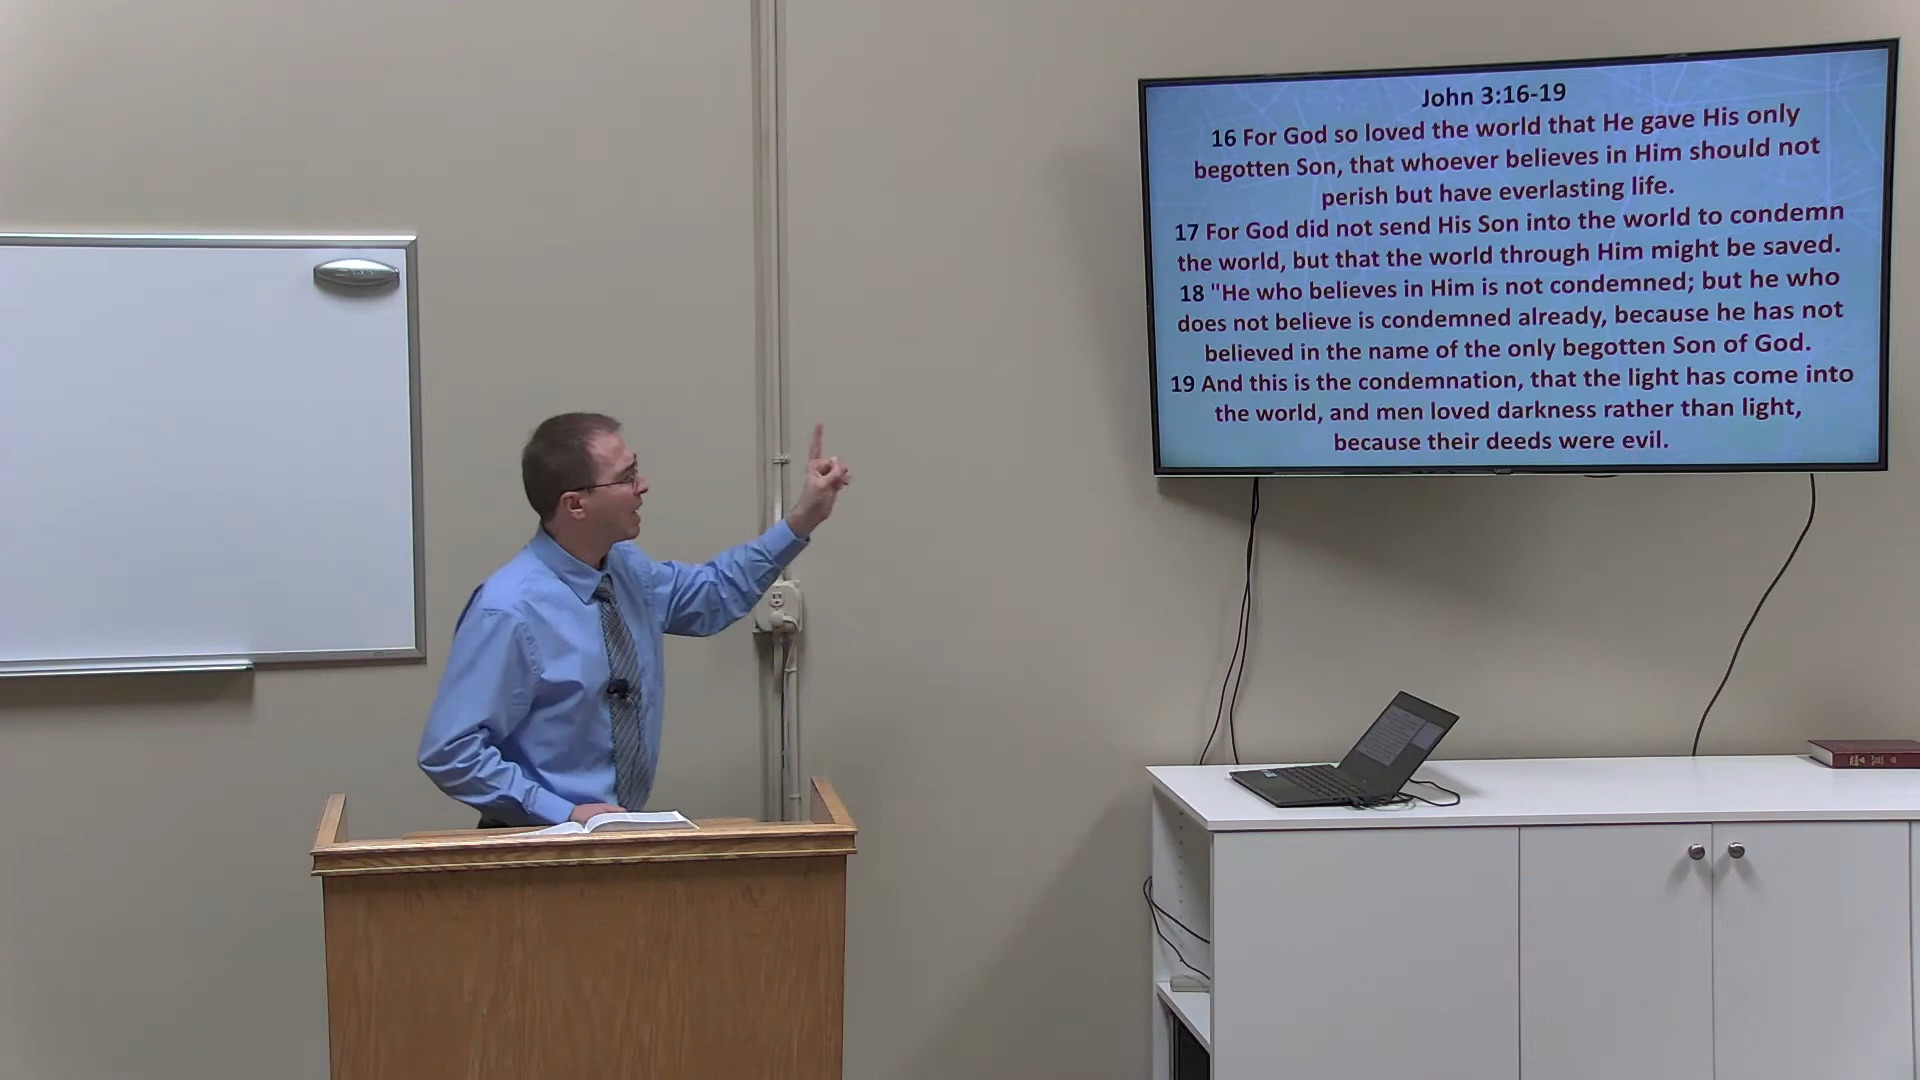 John 3:16-19
16 For God so loved the world that He gave His only
begotten Son, that whoever believes in Him should not
perish but have everlasting life.
17 For God did not send His Son into the world to condemn
the world, but that the world through Him might be saved.
18 "He who believes in Him is not condemned; but he who
does not believe is condemned already, because he has not
believed in the name of the only begotten Son of God.
19 And this is the condemnation, that the light has come into
the world, and men loved darkness rather than light,
because their deeds were evil.